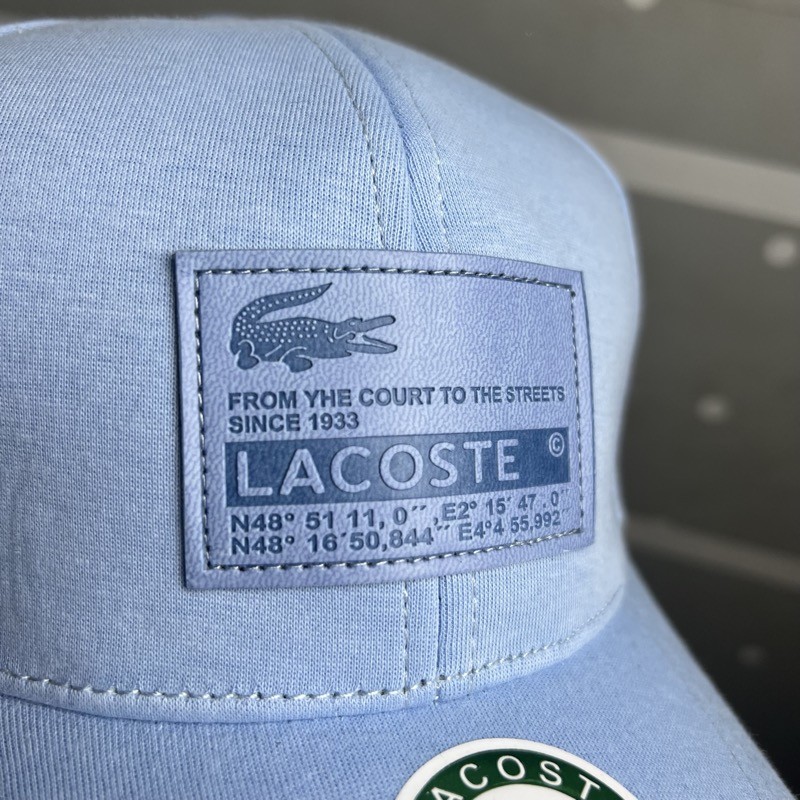 FROM YHE COURT TO THE STREETS
SINCE 1933
LACOSTE ©
N48° 51 11, 0´´ ,E2° 15´ 47 . 0´´
N48° 16´50,844´´ E4°4 55,992´´
LACOST